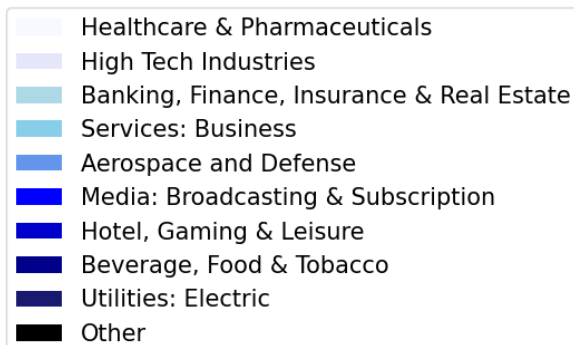 Healthcare & Pharmaceuticals
High Tech Industries
Banking, Finance, Insurance & Real Estate
Services: Business
Aerospace and Defense
Media: Broadcasting & Subscription
Hotel, Gaming & Leisure
Beverage, Food & Tobacco
Utilities: Electric
Other